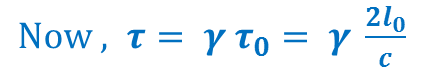 Now , τ = γ τ₀ = γ 2l₀/c